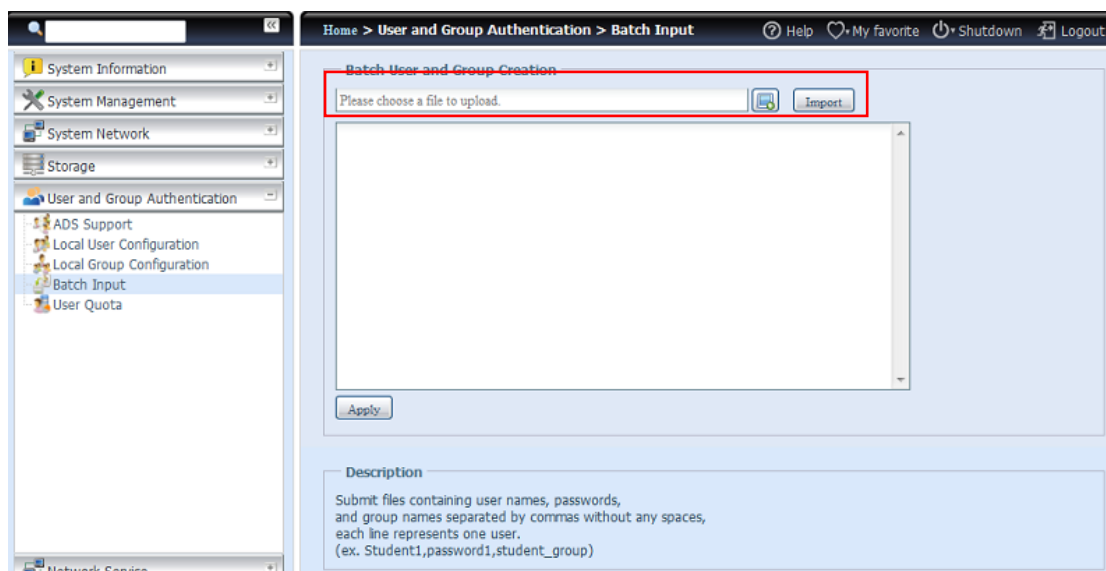 Home > User and Group Authentication > Batch Input
Help
My favorite
Shutdown
Logout
System Information
System Management
System Network
Storage
User and Group Authentication
ADS Support
Local User Configuration
Local Group Configuration
Batch Input
User Quota
Network Service
Batch User and Group Creation
Please choose a file to upload.
Import
Apply
Description
Submit files containing user names, passwords,
and group names separated by commas without any spaces,
each line represents one user.
(ex. Student1,password1,student_group)